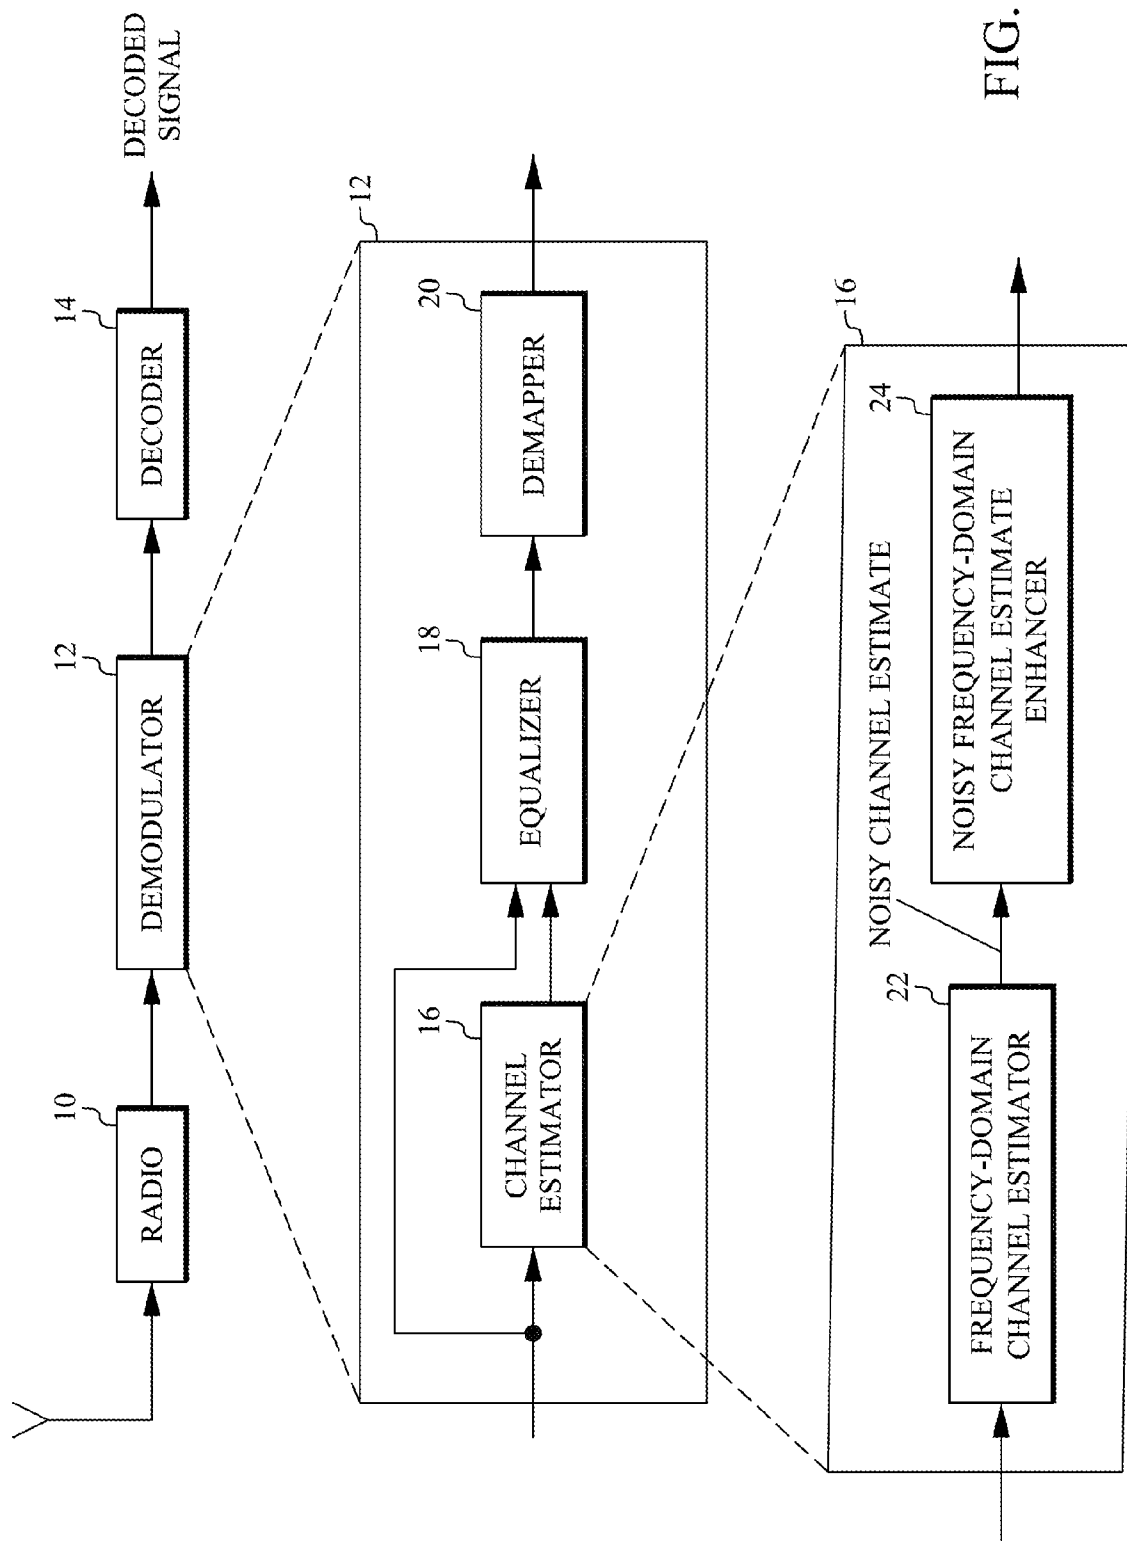 10
RADIO
12
DEMODULATOR
14
DECODER
DECODED
SIGNAL
12
16
CHANNEL
ESTIMATOR
18
EQUALIZER
20
DEMAPPER
16
22
FREQUENCY-DOMAIN
CHANNEL ESTIMATOR
NOISY CHANNEL ESTIMATE
24
NOISY FREQUENCY-DOMAIN
CHANNEL ESTIMATE
ENHANCER
FIG.